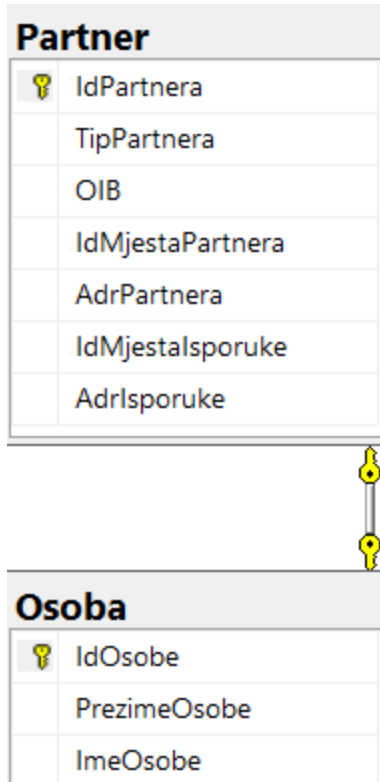 Partner
IdPartnera
TipPartnera
OIB
IdMjestaPartnera
AdrPartnera
IdMjestaIsporuke
AdrIsporuke
Osoba
IdOsobe
PrezimeOsobe
ImeOsobe